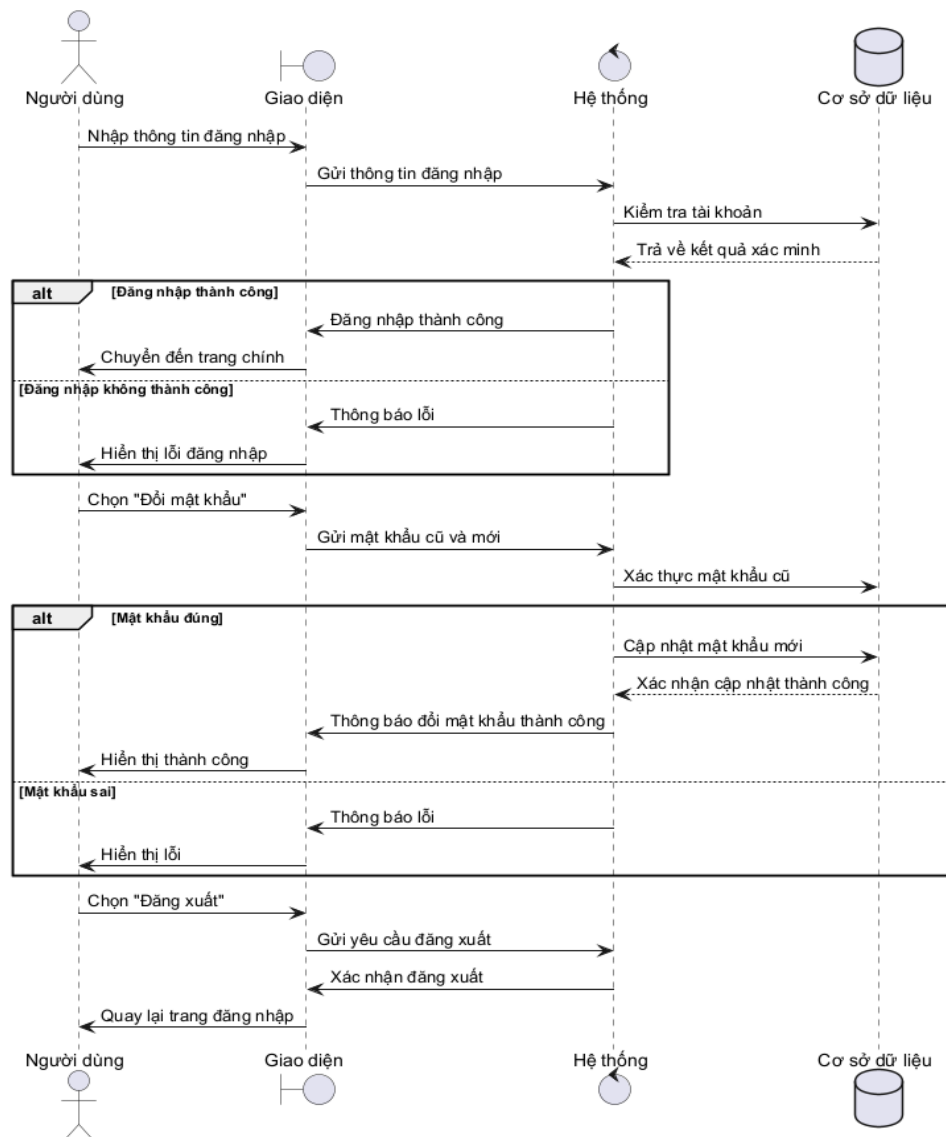 Người dùng
Giao diện
Hệ thống
Cơ sở dữ liệu
Nhập thông tin đăng nhập
Gửi thông tin đăng nhập
Kiểm tra tài khoản
Trả về kết quả xác minh
alt
[Đăng nhập thành công]
Đăng nhập thành công
Chuyển đến trang chính
[Đăng nhập không thành công]
Thông báo lỗi
Hiển thị lỗi đăng nhập
Chọn "Đổi mật khẩu"
Gửi mật khẩu cũ và mới
Xác thực mật khẩu cũ
alt
[Mật khẩu đúng]
Cập nhật mật khẩu mới
Xác nhận cập nhật thành công
Thông báo đổi mật khẩu thành công
Hiển thị thành công
[Mật khẩu sai]
Thông báo lỗi
Hiển thị lỗi
Chọn "Đăng xuất"
Gửi yêu cầu đăng xuất
Xác nhận đăng xuất
Quay lại trang đăng nhập
Người dùng
Giao diện
Hệ thống
Cơ sở dữ liệu